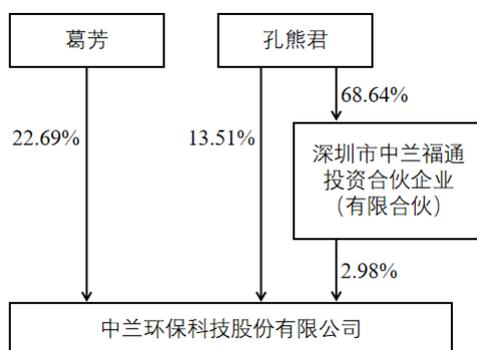 葛芳
孔熊君
68.64%
22.69%
13.51%
深圳市中兰福通
投资合伙企业
（有限合伙）
2.98%
中兰环保科技股份有限公司